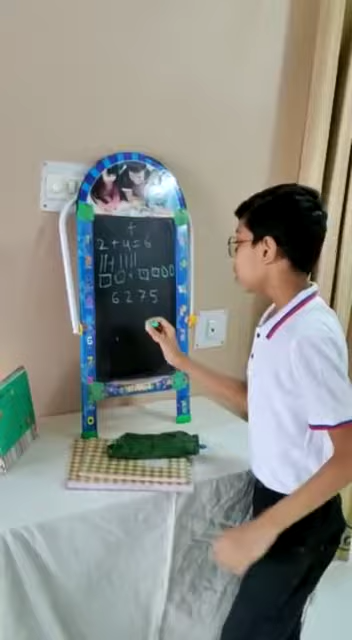 +
2+4=6
|| + ||||
□ □ + □ □ □ □
6275